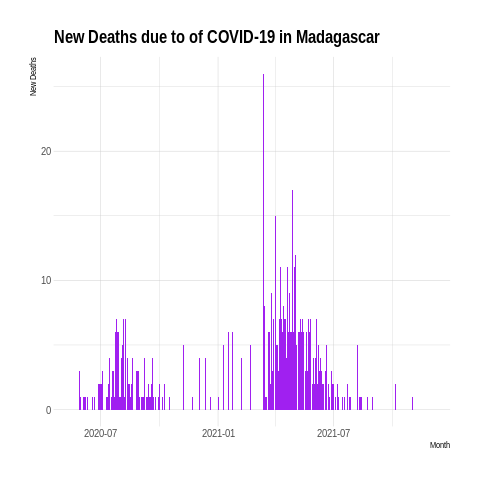 New Deaths due to of COVID-19 in Madagascar
New Deaths
20
10
0
2020-07
2021-01
2021-07
Month